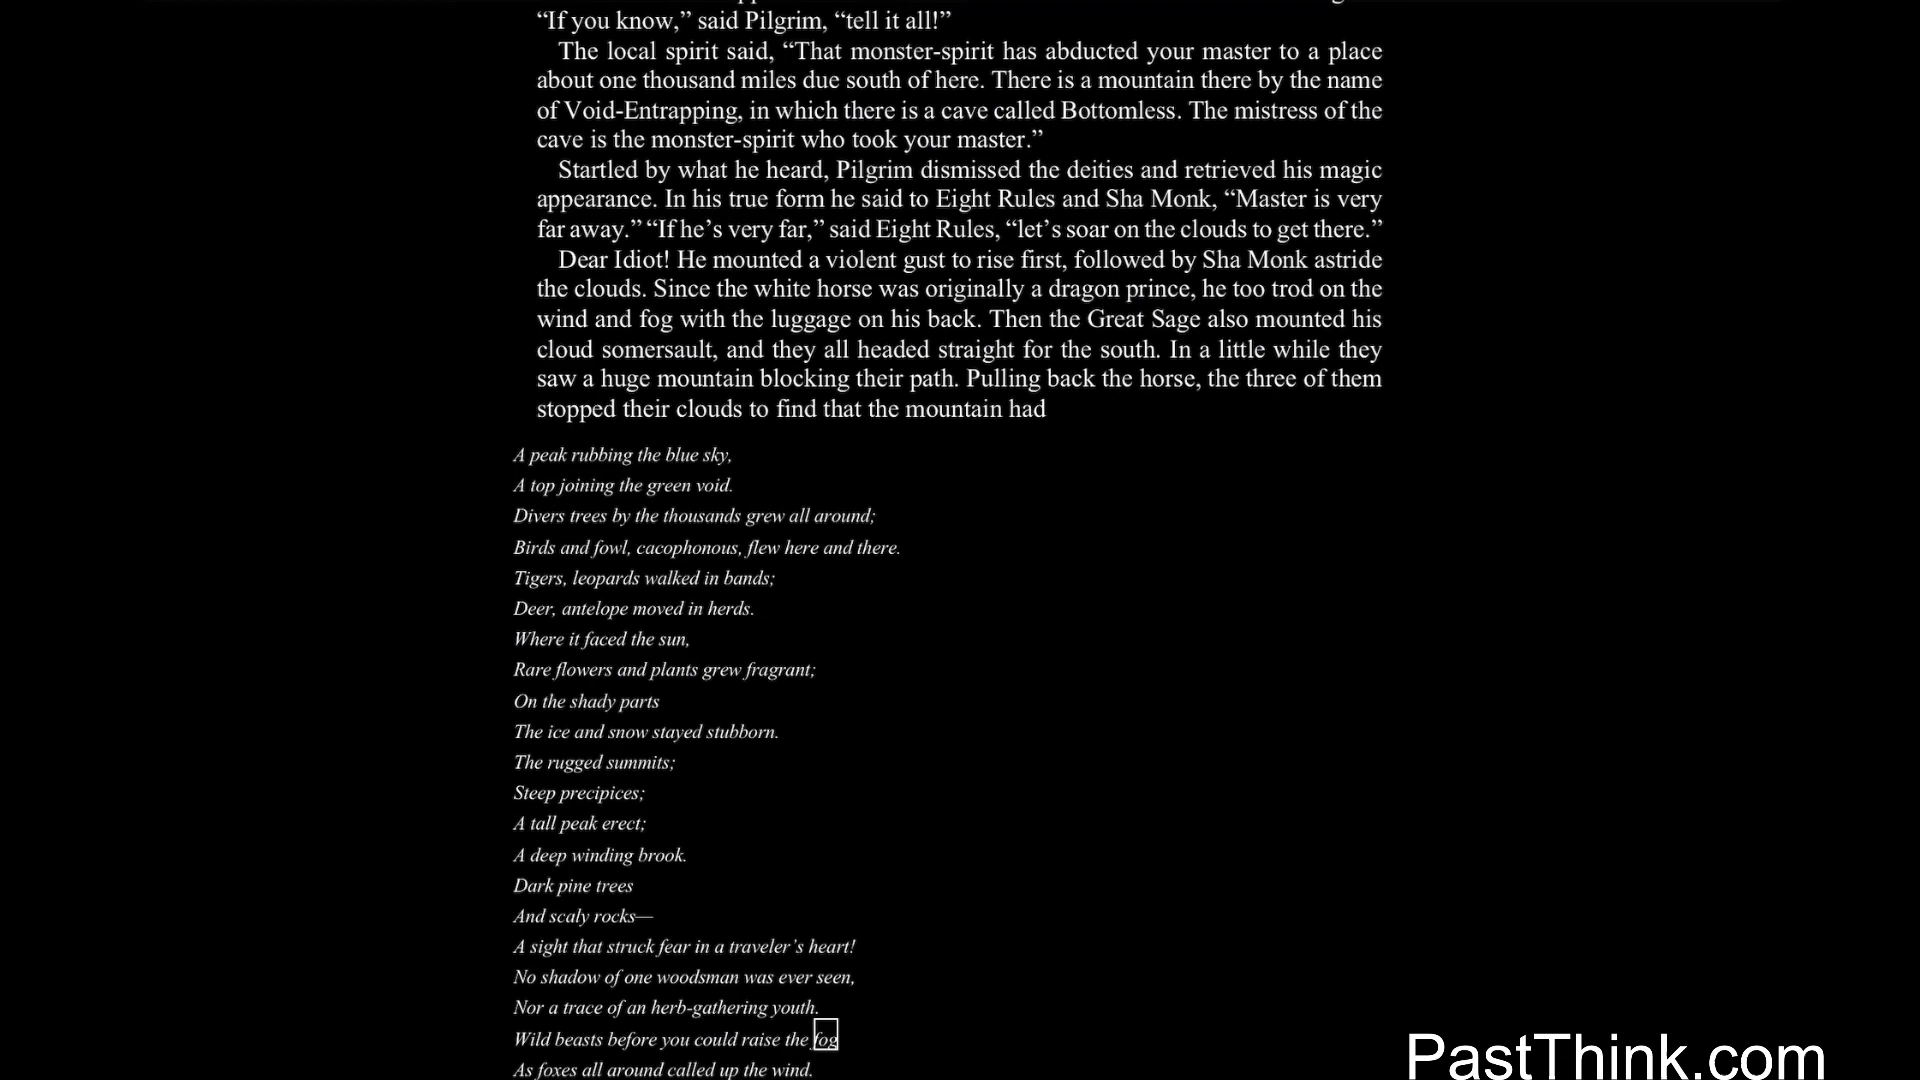 “If you know,” said Pilgrim, “tell it all!”
The local spirit said, “That monster-spirit has abducted your master to a place
about one thousand miles due south of here. There is a mountain there by the name
of Void-Entrapping, in which there is a cave called Bottomless. The mistress of the
cave is the monster-spirit who took your master.”
Startled by what he heard, Pilgrim dismissed the deities and retrieved his magic
appearance. In his true form he said to Eight Rules and Sha Monk, “Master is very
far away.” “If he’s very far,” said Eight Rules, “let’s soar on the clouds to get there.”
Dear Idiot! He mounted a violent gust to rise first, followed by Sha Monk astride
the clouds. Since the white horse was originally a dragon prince, he too trod on the
wind and fog with the luggage on his back. Then the Great Sage also mounted his
cloud somersault, and they all headed straight for the south. In a little while they
saw a huge mountain blocking their path. Pulling back the horse, the three of them
stopped their clouds to find that the mountain had
A peak rubbing the blue sky,
A top joining the green void.
Divers trees by the thousands grew all around;
Birds and fowl, cacophonous, flew here and there.
Tigers, leopards walked in bands;
Deer, antelope moved in herds.
Where it faced the sun,
Rare flowers and plants grew fragrant;
On the shady parts
The ice and snow stayed stubborn.
The rugged summits;
Steep precipices;
A tall peak erect;
A deep winding brook.
Dark pine trees
And scaly rocks—
A sight that struck fear in a traveler’s heart!
No shadow of one woodsman was ever seen,
Nor a trace of an herb-gathering youth.
Wild beasts before you could raise the fog
As foxes all around called up the wind.
PastThink.com